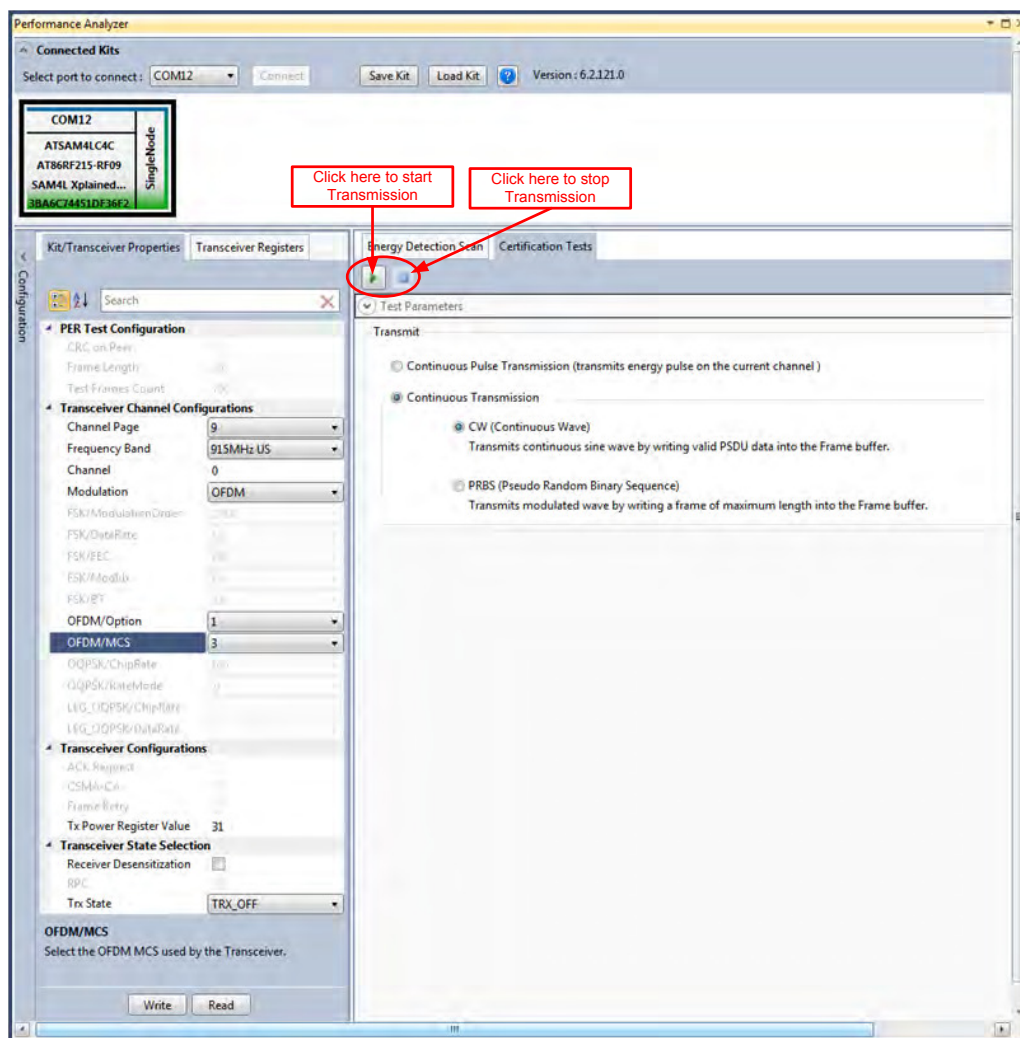 Performance Analyzer
Connected Kits
Select port to connect : COM12 Connect Save Kit Load Kit ? Version : 6.2.121.0
COM12
ATSAM4LC4C
AT86RF215-RF09
SAM4L Xplained...
3BA6C74451DF36F2
SingleNode
Click here to start
Transmission
Click here to stop
Transmission
Configuration
Kit/Transceiver Properties Transceiver Registers
Search
PER Test Configuration
CRC on Peer
Frame Length
Test Frames Count
Transceiver Channel Configurations
Channel Page 9
Frequency Band 915MHz US
Channel 0
Modulation OFDM
FSK/ModulationOrder
FSK/DataRate
FSK/FEC
FSK/ModIdx
FSK/BT
OFDM/Option 1
OFDM/MCS 3
OQPSK/ChipRate 100
OQPSK/RateMode
LEG_OQPSK/ChipRate
LEG_OQPSK/DataRate
Transceiver Configurations
ACK Request
CSMA-CA
Frame Retry
Tx Power Register Value 31
Transceiver State Selection
Receiver Desensitization
RPC
Trx State TRX_OFF
OFDM/MCS
Select the OFDM MCS used by the Transceiver.
Write Read
Energy Detection Scan Certification Tests
Test Parameters
Transmit
Continuous Pulse Transmission (transmits energy pulse on the current channel )
Continuous Transmission
CW (Continuous Wave)
Transmits continuous sine wave by writing valid PSDU data into the Frame buffer.
PRBS (Pseudo Random Binary Sequence)
Transmits modulated wave by writing a frame of maximum length into the Frame buffer.